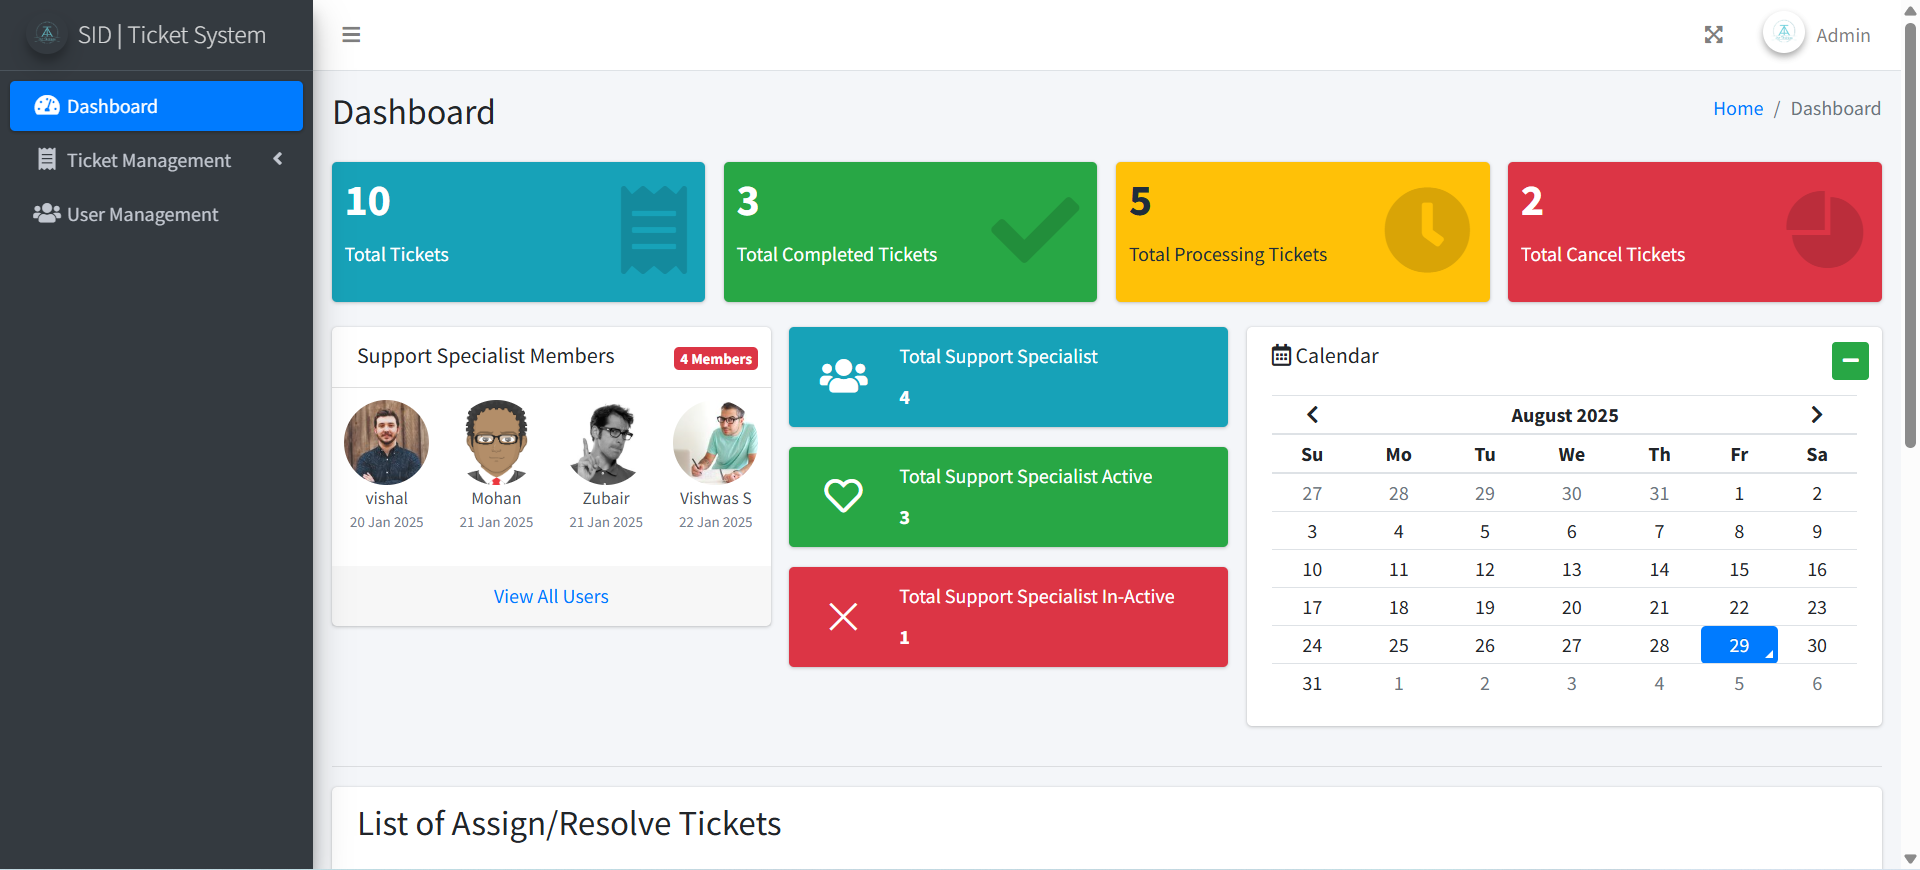 SID | Ticket System
Admin
Dashboard
Ticket Management
User Management
Dashboard
Home / Dashboard
10
Total Tickets
3
Total Completed Tickets
5
Total Processing Tickets
2
Total Cancel Tickets
Support Specialist Members
4 Members
vishal
20 Jan 2025
Mohan
21 Jan 2025
Zubair
21 Jan 2025
Vishwas S
22 Jan 2025
View All Users
Total Support Specialist
4
Total Support Specialist Active
3
Total Support Specialist In-Active
1
Calendar
August 2025
Su Mo Tu We Th Fr Sa
27 28 29 30 31 1 2
3 4 5 6 7 8 9
10 11 12 13 14 15 16
17 18 19 20 21 22 23
24 25 26 27 28 29 30
31 1 2 3 4 5 6
List of Assign/Resolve Tickets